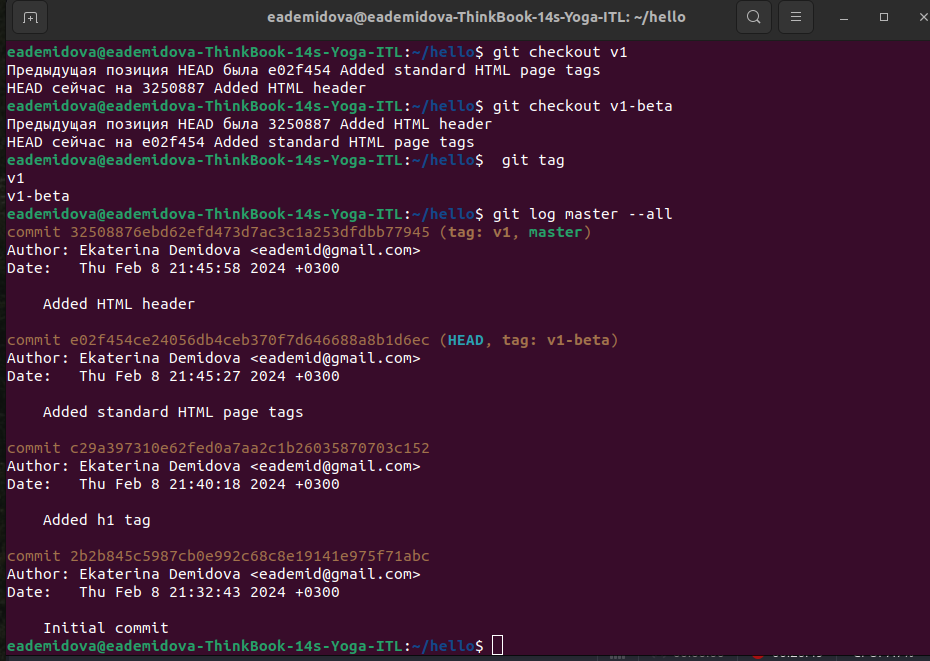 eademidova@eademidova-ThinkBook-14s-Yoga-ITL: ~/hello
eademidova@eademidova-ThinkBook-14s-Yoga-ITL:~/hello$ git checkout v1
Предыдущая позиция HEAD была e02f454 Added standard HTML page tags
HEAD сейчас на 3250887 Added HTML header
eademidova@eademidova-ThinkBook-14s-Yoga-ITL:~/hello$ git checkout v1-beta
Предыдущая позиция HEAD была 3250887 Added HTML header
HEAD сейчас на e02f454 Added standard HTML page tags
eademidova@eademidova-ThinkBook-14s-Yoga-ITL:~/hello$  git tag
v1
v1-beta
eademidova@eademidova-ThinkBook-14s-Yoga-ITL:~/hello$ git log master --all
commit 32508876ebd62efd473d7ac3c1a253dfdbb77945 (tag: v1, master)
Author: Ekaterina Demidova <eademid@gmail.com>
Date:   Thu Feb 8 21:45:58 2024 +0300
Added HTML header
commit e02f454ce24056db4ceb370f7d646688a8b1d6ec (HEAD, tag: v1-beta)
Author: Ekaterina Demidova <eademid@gmail.com>
Date:   Thu Feb 8 21:45:27 2024 +0300
Added standard HTML page tags
commit c29a397310e62fed0a7aa2c1b26035870703c152
Author: Ekaterina Demidova <eademid@gmail.com>
Date:   Thu Feb 8 21:40:18 2024 +0300
Added h1 tag
commit 2b2b845c5987cb0e992c68c8e19141e975f71abc
Author: Ekaterina Demidova <eademid@gmail.com>
Date:   Thu Feb 8 21:32:43 2024 +0300
Initial commit
eademidova@eademidova-ThinkBook-14s-Yoga-ITL:~/hello$